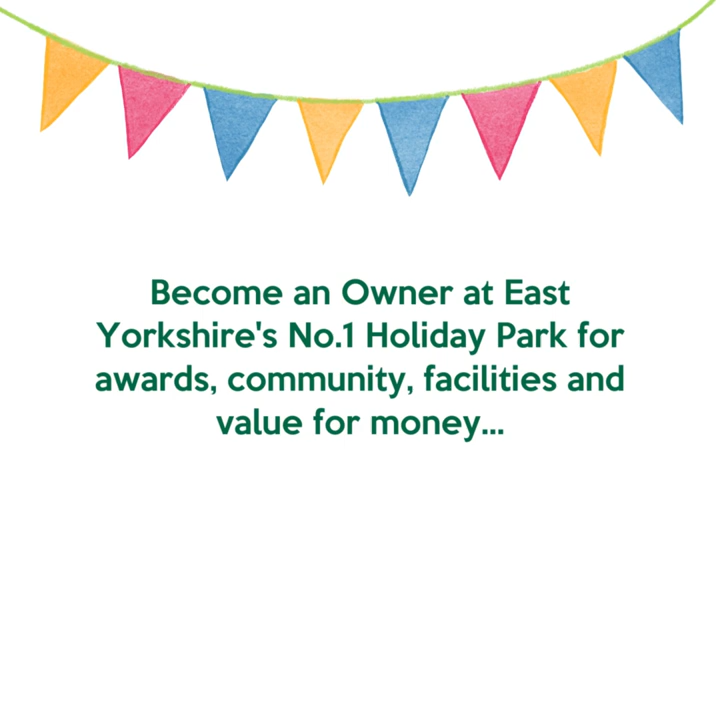 Become an Owner at East
Yorkshire's No.1 Holiday Park for
awards, community, facilities and
value for money...